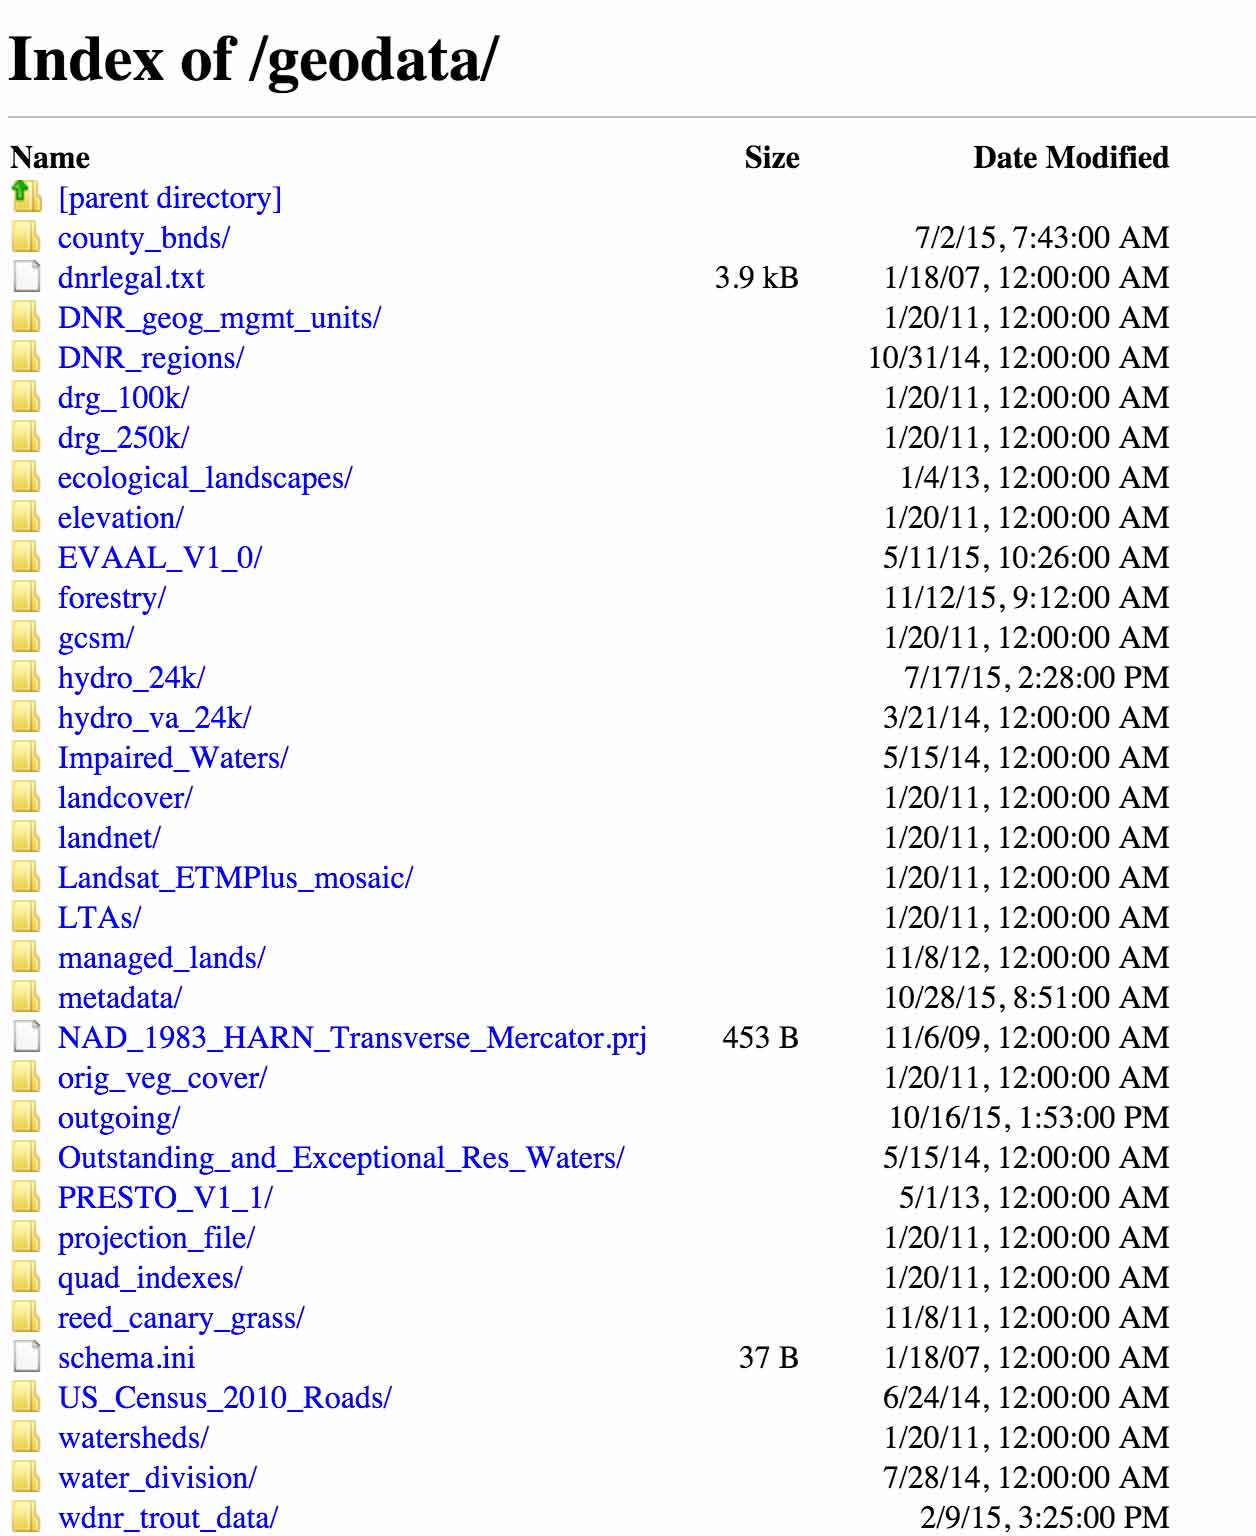 Index of /geodata/
Name Size Date Modified
[parent directory]
county_bnds/ 7/2/15, 7:43:00 AM
dnrlegal.txt 3.9 kB 1/18/07, 12:00:00 AM
DNR_geog_mgmt_units/ 1/20/11, 12:00:00 AM
DNR_regions/ 10/31/14, 12:00:00 AM
drg_100k/ 1/20/11, 12:00:00 AM
drg_250k/ 1/20/11, 12:00:00 AM
ecological_landscapes/ 1/4/13, 12:00:00 AM
elevation/ 1/20/11, 12:00:00 AM
EVAAL_V1_0/ 5/11/15, 10:26:00 AM
forestry/ 11/12/15, 9:12:00 AM
gcsm/ 1/20/11, 12:00:00 AM
hydro_24k/ 7/17/15, 2:28:00 PM
hydro_va_24k/ 3/21/14, 12:00:00 AM
Impaired_Waters/ 5/15/14, 12:00:00 AM
landcover/ 1/20/11, 12:00:00 AM
landnet/ 1/20/11, 12:00:00 AM
Landsat_ETMPlus_mosaic/ 1/20/11, 12:00:00 AM
LTAs/ 1/20/11, 12:00:00 AM
managed_lands/ 11/8/12, 12:00:00 AM
metadata/ 10/28/15, 8:51:00 AM
NAD_1983_HARN_Transverse_Mercator.prj 453 B 11/6/09, 12:00:00 AM
orig_veg_cover/ 1/20/11, 12:00:00 AM
outgoing/ 10/16/15, 1:53:00 PM
Outstanding_and_Exceptional_Res_Waters/ 5/15/14, 12:00:00 AM
PRESTO_V1_1/ 5/1/13, 12:00:00 AM
projection_file/ 1/20/11, 12:00:00 AM
quad_indexes/ 1/20/11, 12:00:00 AM
reed_canary_grass/ 11/8/11, 12:00:00 AM
schema.ini 37 B 1/18/07, 12:00:00 AM
US_Census_2010_Roads/ 6/24/14, 12:00:00 AM
watersheds/ 1/20/11, 12:00:00 AM
water_division/ 7/28/14, 12:00:00 AM
wdnr_trout_data/ 2/9/15, 3:25:00 PM